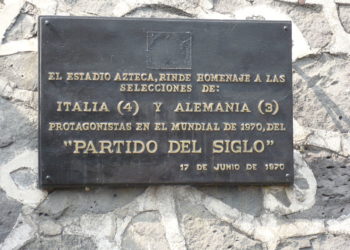 EL ESTADIO AZTECA, RINDE HOMENAJE A LAS
SELECCIONES DE:
ITALIA (4) Y ALEMANIA (3)
PROTAGONISTAS EN EL MUNDIAL DE 1970, DEL
"PARTIDO DEL SIGLO"
17 DE JUNIO DE 1970